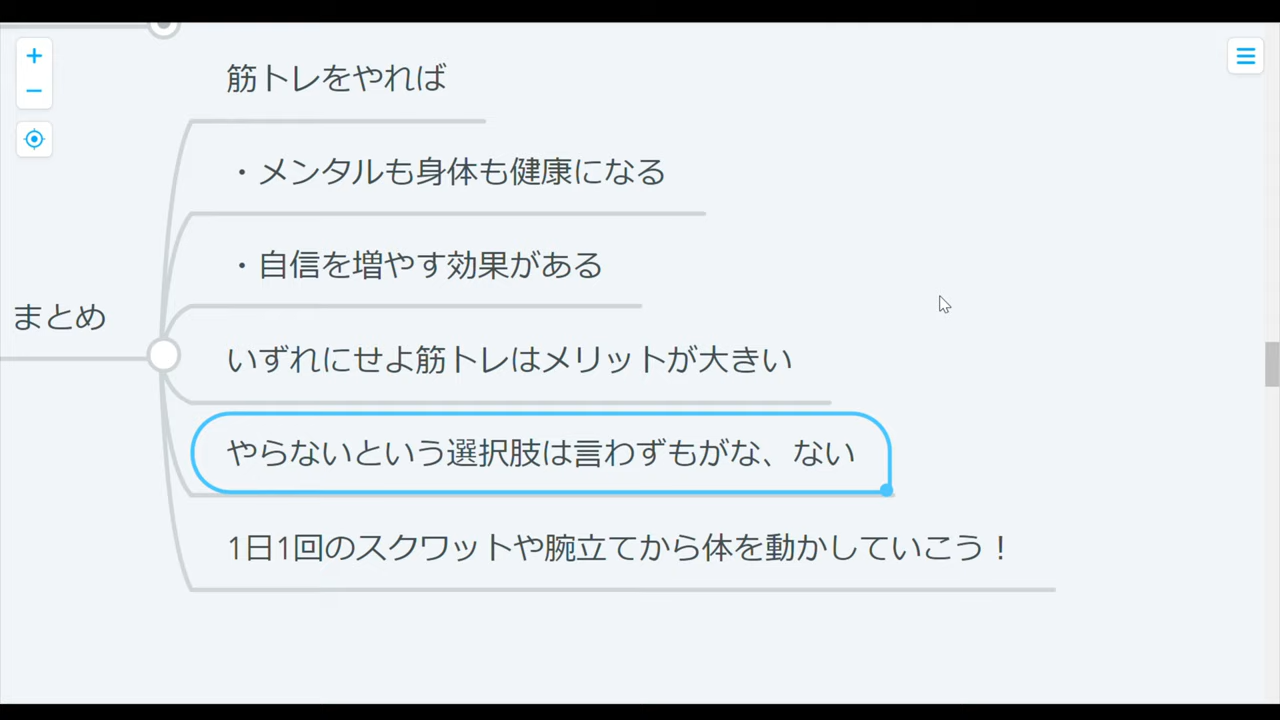 筋トレをやれば
・メンタルも身体も健康になる
・自信を増やす効果がある
まとめ
いずれにせよ筋トレはメリットが大きい
やらないという選択肢は言わずもがな、ない
1日1回のスクワットや腕立てから体を動かしていこう！